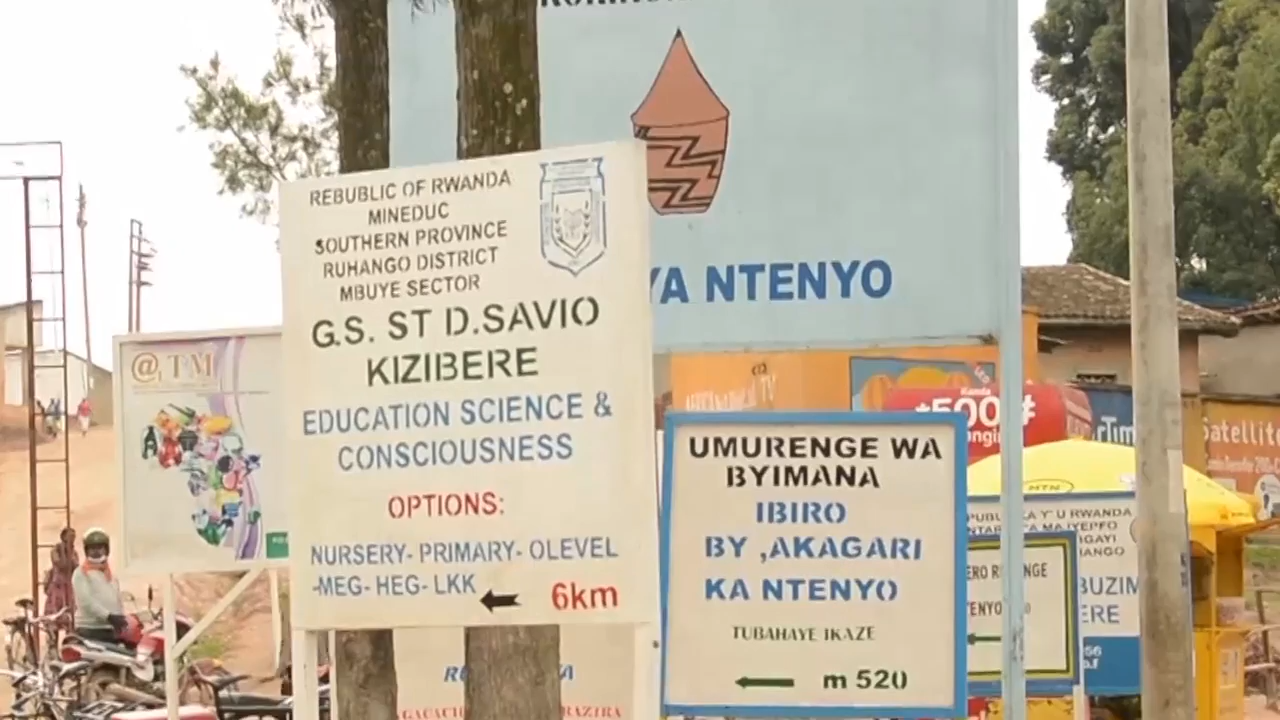 YA NTENYO
REBUBLIC OF RWANDA
MINEDUC
SOUTHERN PROVINCE
RUHANGO DISTRICT
MBUYE SECTOR
G.S. ST D.SAVIO
KIZIBERE
EDUCATION SCIENCE &
CONSCIOUSNESS
OPTIONS:
NURSERY- PRIMARY- OLEVEL
-MEG- HEG- LKK
6km
@TM
UMURENGE WA
BYIMANA
IBIRO
BY ,AKAGARI
KA NTENYO
TUBAHAYE IKAZE
m 520
*500#
MTN
Satellite